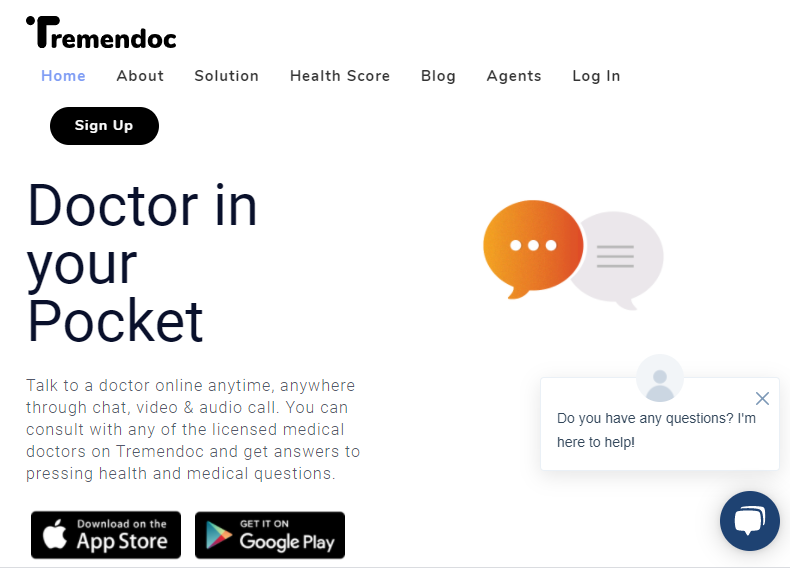 Tremendoc
Home About Solution Health Score Blog Agents Log In
Sign Up
Doctor in
your
Pocket
Talk to a doctor online anytime, anywhere
through chat, video & audio call. You can
consult with any of the licensed medical
doctors on Tremendoc and get answers to
pressing health and medical questions.
Do you have any questions? I'm
here to help!
Download on the
App Store
GET IT ON
Google Play